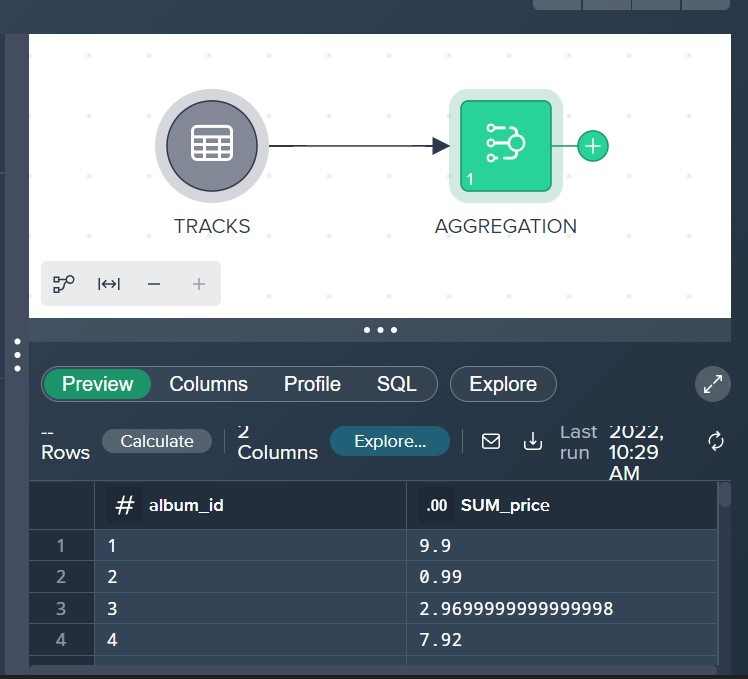 TRACKS
AGGREGATION
1
Preview Columns Profile SQL Explore
-- Rows Calculate 2 Columns Explore... Last run 2022, 10:29 AM
# album_id .00 SUM_price
1 1 9.9
2 2 0.99
3 3 2.9699999999999998
4 4 7.92